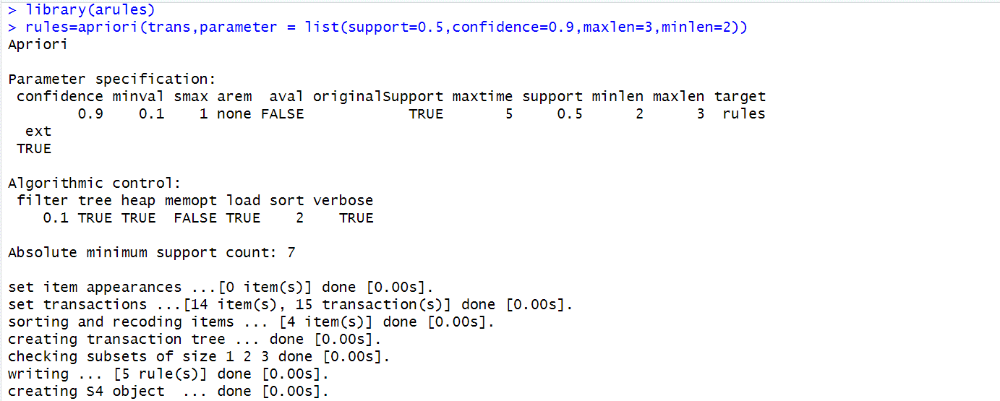 > library(arules)
> rules=apriori(trans,parameter = list(support=0.5,confidence=0.9,maxlen=3,minlen=2))
Apriori

Parameter specification:
 confidence minval smax arem  aval originalSupport maxtime support minlen maxlen target
        0.9    0.1    1 none FALSE            TRUE       5     0.5      2      3  rules
  ext
 TRUE

Algorithmic control:
 filter tree heap memopt load sort verbose
    0.1 TRUE TRUE  FALSE TRUE    2    TRUE

Absolute minimum support count: 7

set item appearances ...[0 item(s)] done [0.00s].
set transactions ...[14 item(s), 15 transaction(s)] done [0.00s].
sorting and recoding items ... [4 item(s)] done [0.00s].
creating transaction tree ... done [0.00s].
checking subsets of size 1 2 3 done [0.00s].
writing ... [5 rule(s)] done [0.00s].
creating S4 object  ... done [0.00s].